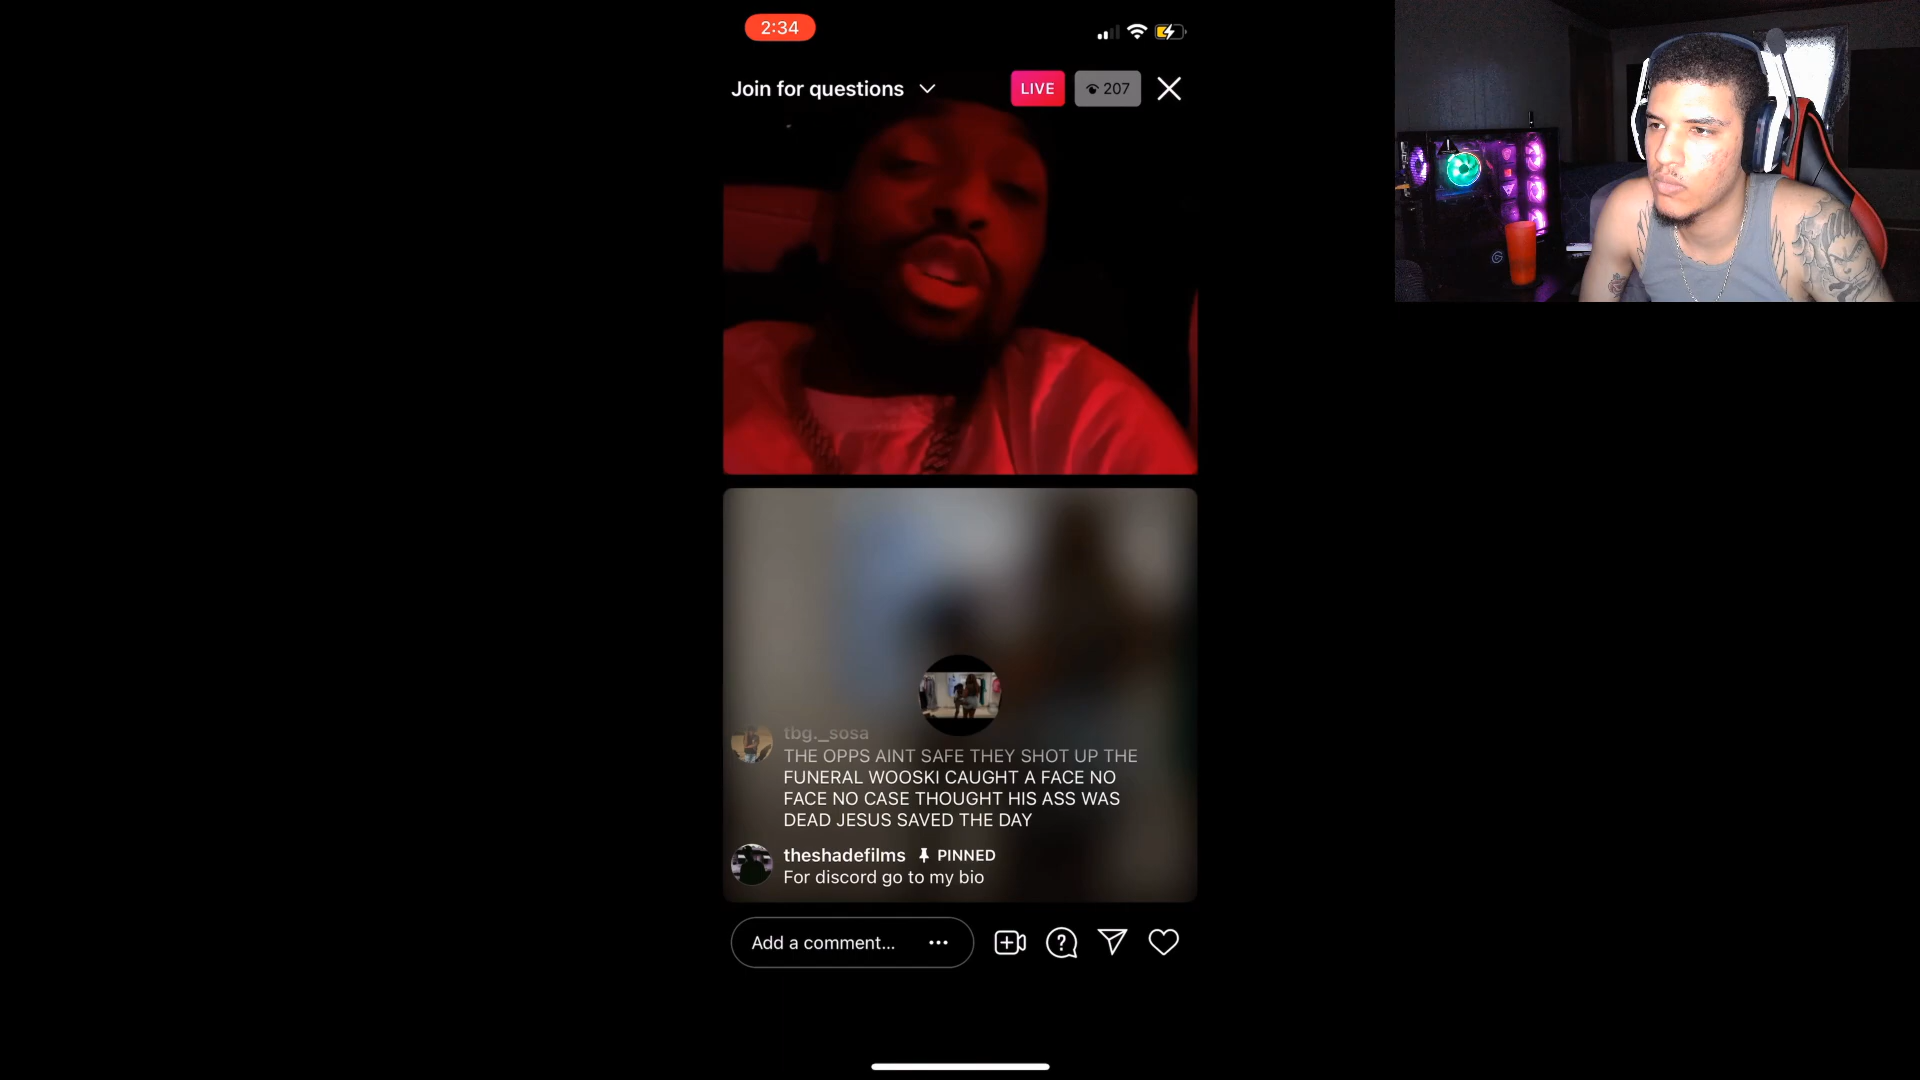 2:34
Join for questions
LIVE
207
tbg._sosa
THE OPPS AINT SAFE THEY SHOT UP THE
FUNERAL WOOSKI CAUGHT A FACE NO
FACE NO CASE THOUGHT HIS ASS WAS
DEAD JESUS SAVED THE DAY
theshadefilms PINNED
For discord go to my bio
Add a comment...